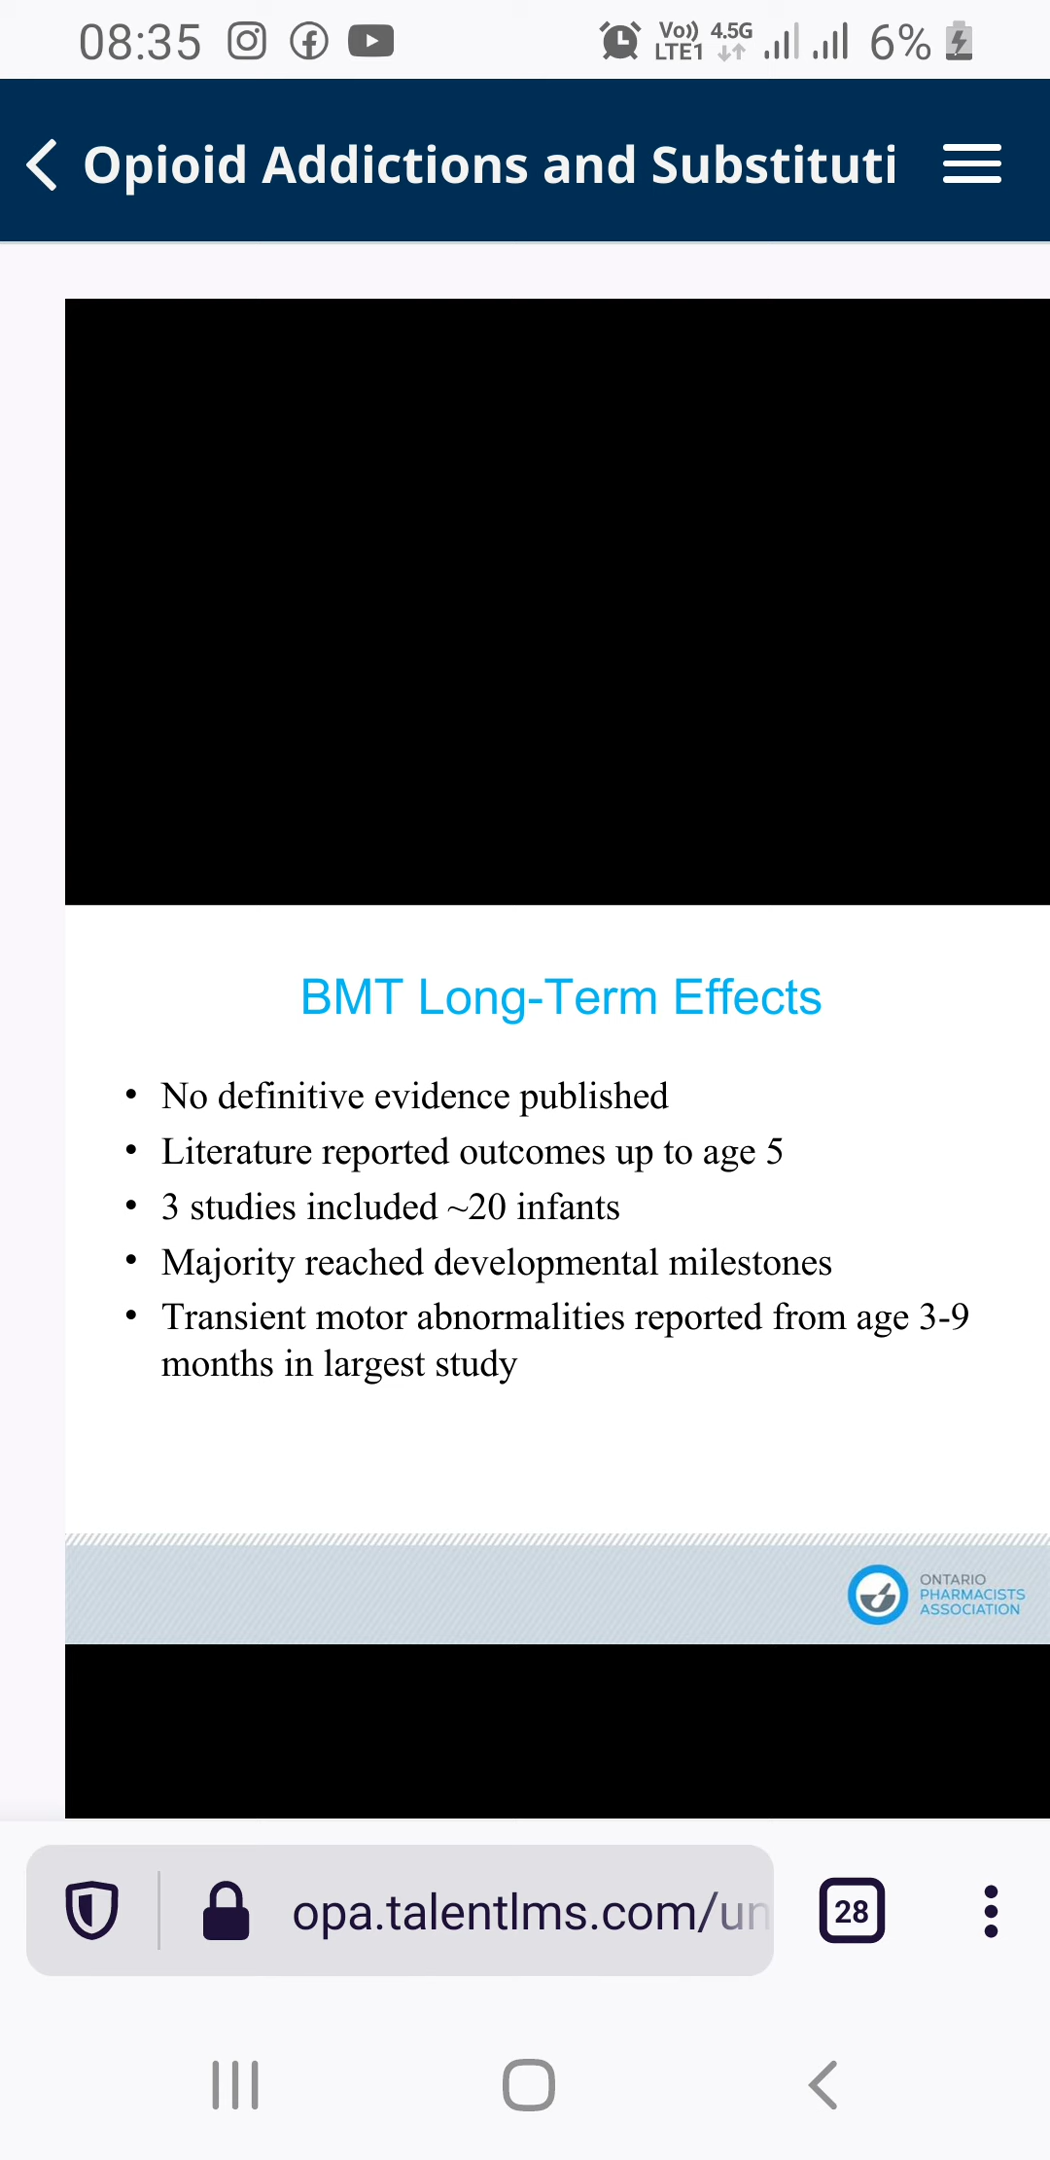 08:35 Vo)) 4.5G 6%
LTE1
Opioid Addictions and Substituti
BMT Long-Term Effects
• No definitive evidence published
• Literature reported outcomes up to age 5
• 3 studies included ~20 infants
• Majority reached developmental milestones
• Transient motor abnormalities reported from age 3-9
months in largest study
ONTARIO
PHARMACISTS
ASSOCIATION
opa.talentlms.com/un 28